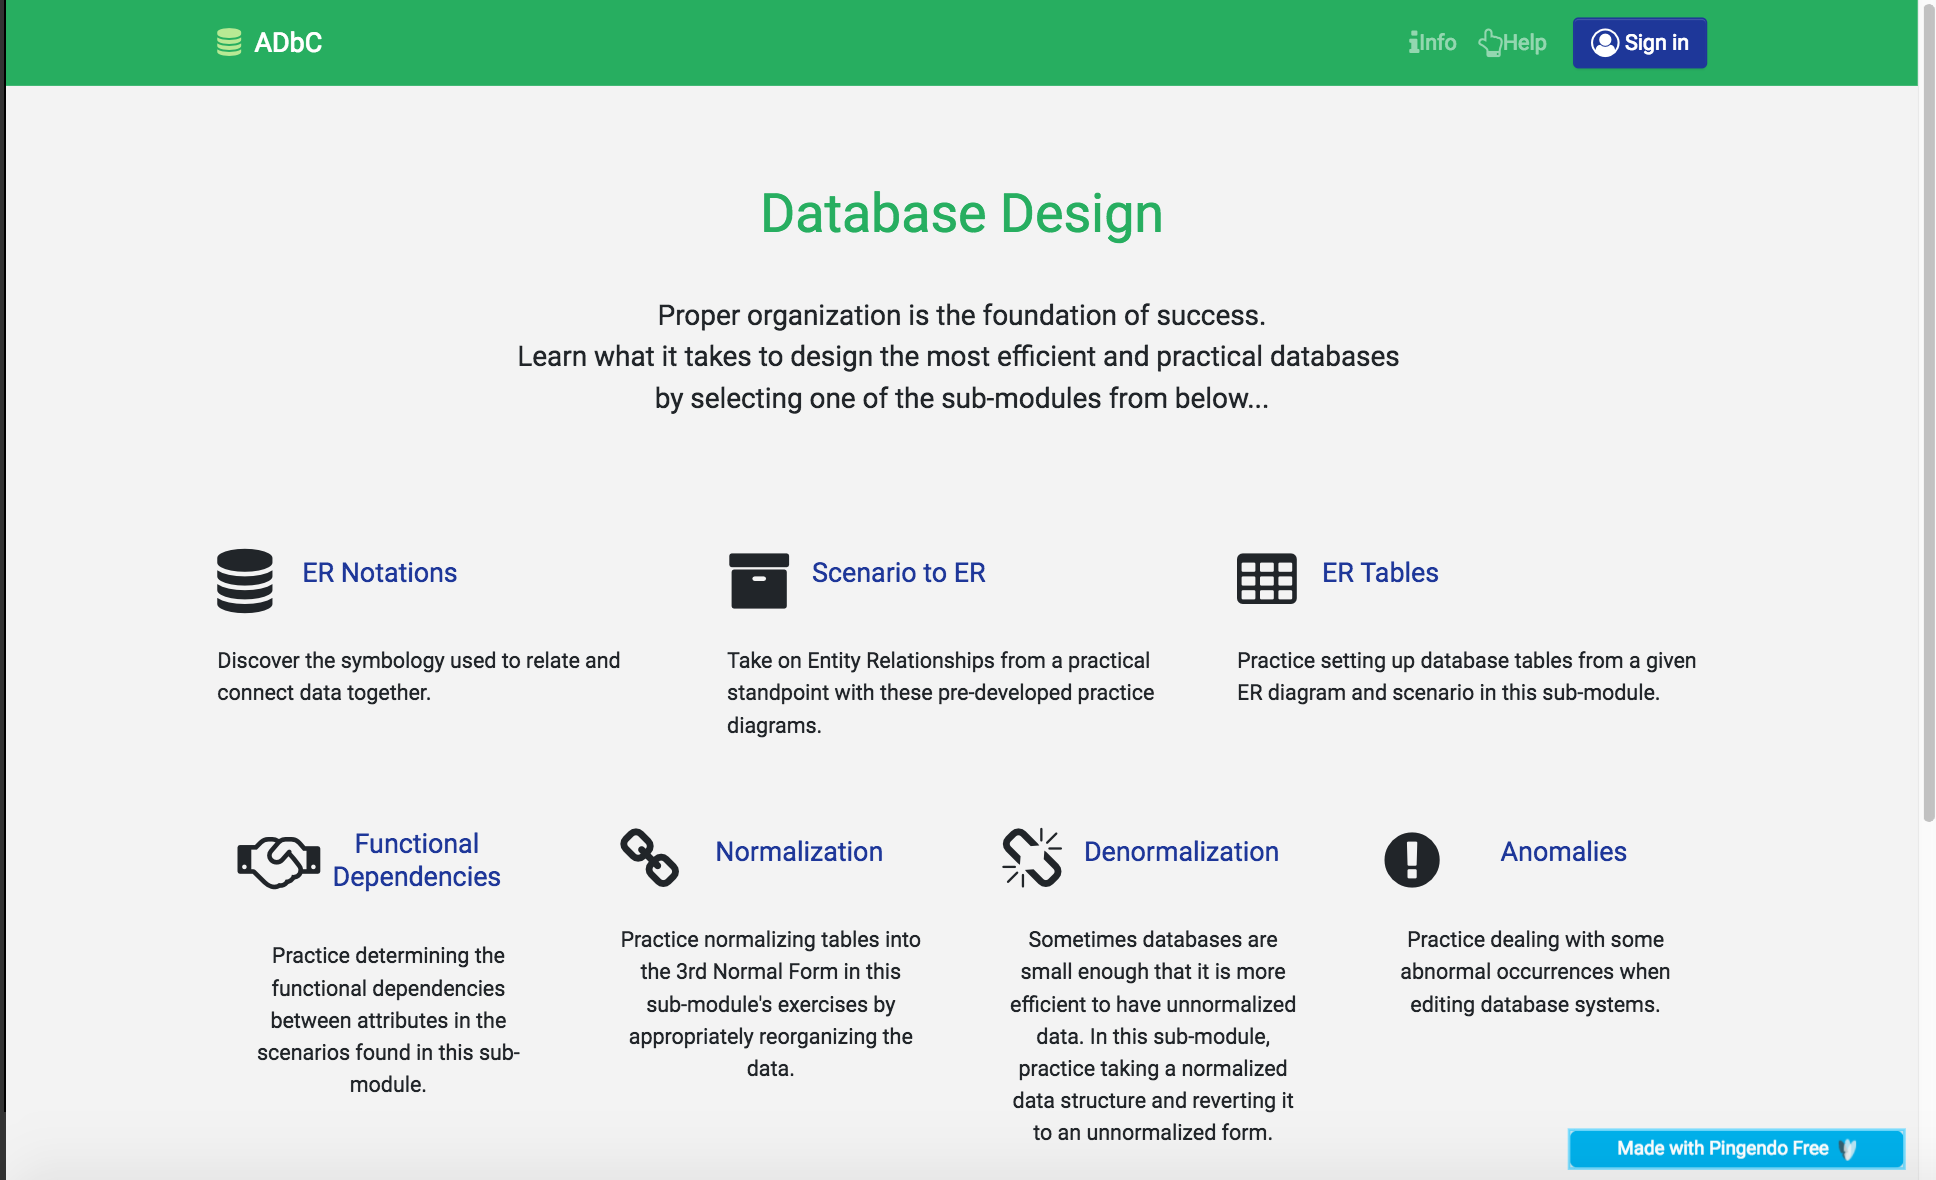 ADbC
Info Help Sign in
Database Design
Proper organization is the foundation of success.
Learn what it takes to design the most efficient and practical databases
by selecting one of the sub-modules from below...
ER Notations
Discover the symbology used to relate and
connect data together.
Scenario to ER
Take on Entity Relationships from a practical
standpoint with these pre-developed practice
diagrams.
ER Tables
Practice setting up database tables from a given
ER diagram and scenario in this sub-module.
Functional
Dependencies
Practice determining the
functional dependencies
between attributes in the
scenarios found in this sub-
module.
Normalization
Practice normalizing tables into
the 3rd Normal Form in this
sub-module's exercises by
appropriately reorganizing the
data.
Denormalization
Sometimes databases are
small enough that it is more
efficient to have unnormalized
data. In this sub-module,
practice taking a normalized
data structure and reverting it
to an unnormalized form.
Anomalies
Practice dealing with some
abnormal occurrences when
editing database systems.
Made with Pingendo Free